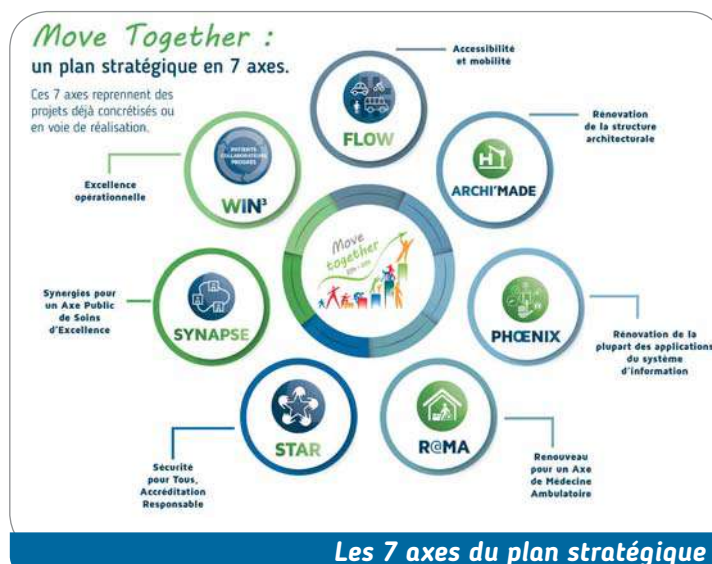 Move Together :
un plan stratégique en 7 axes.
Ces 7 axes reprennent des
projets déjà concrétisés ou
en voie de réalisation.
Accessibilité
et mobilité
FLOW
Rénovation
de la structure
architecturale
ARCHI'MADE
PATIENTS
COLLABORATEURS
PROGRÈS
WIN³
Excellence
opérationnelle
Move
together
Synergies pour
un Axe Public
de Soins
d'Excellence
SYNAPSE
PHŒNIX
Rénovation de la
plupart des applications
du système
d'information
STAR
Sécurité
pour Tous,
Accréditation
Responsable
R@MA
Renouveau
pour un Axe
de Médecine
Ambulatoire
Les 7 axes du plan stratégique